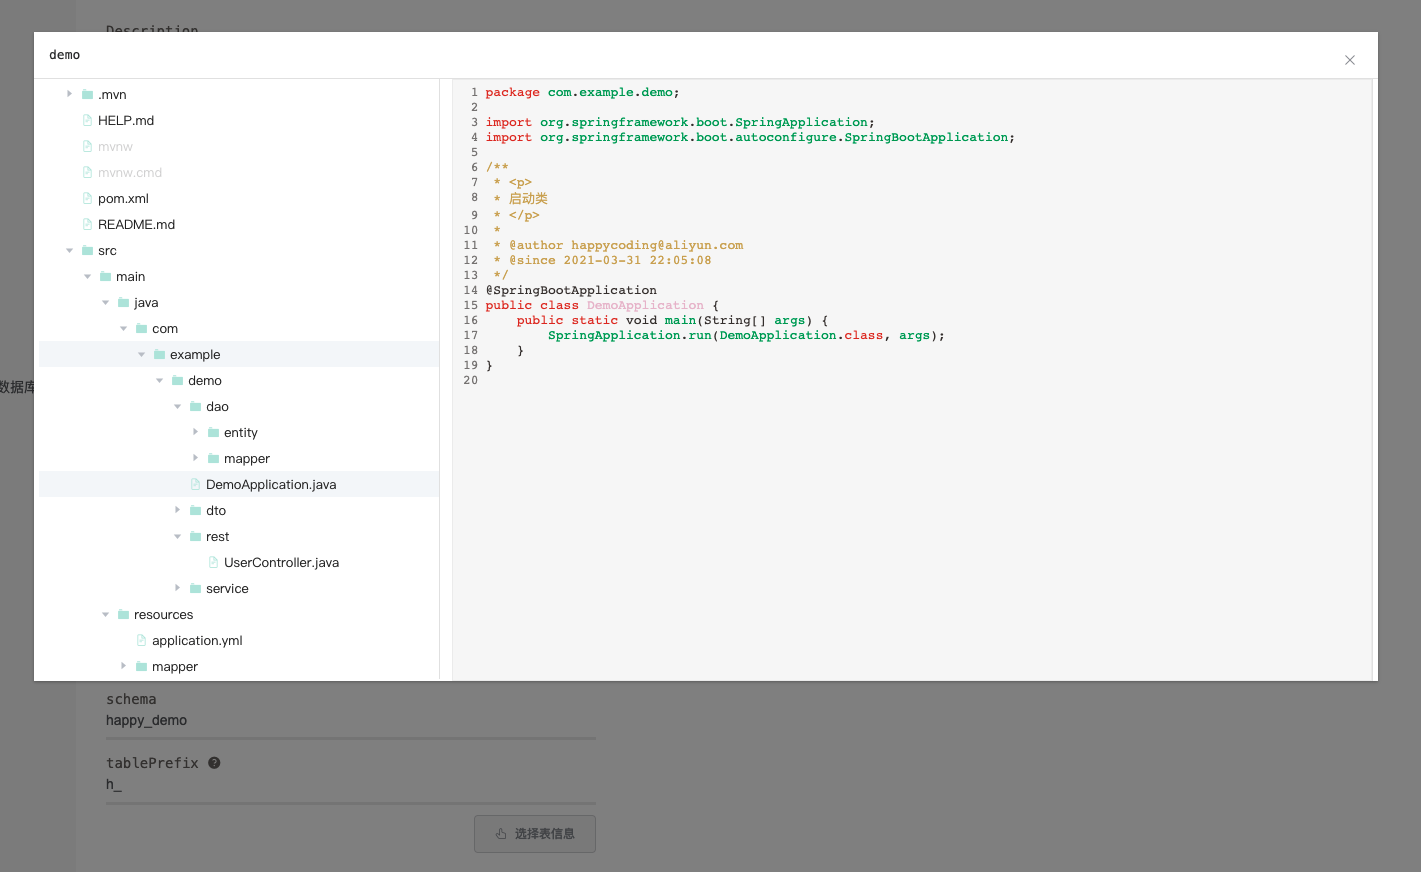 Description
demo
.mvn
HELP.md
mvnw
mvnw.cmd
pom.xml
README.md
src
main
java
com
example
demo
dao
entity
mapper
DemoApplication.java
dto
rest
UserController.java
service
resources
application.yml
mapper
1 package com.example.demo;
2
3 import org.springframework.boot.SpringApplication;
4 import org.springframework.boot.autoconfigure.SpringBootApplication;
5
6 /**
7  * <p>
8  * 启动类
9  * </p>
10  *
11  * @author happycoding@aliyun.com
12  * @since 2021-03-31 22:05:08
13  */
14 @SpringBootApplication
15 public class DemoApplication {
16     public static void main(String[] args) {
17         SpringApplication.run(DemoApplication.class, args);
18     }
19 }
20
数据库
schema
happy_demo
tablePrefix ?
h_
选择表信息